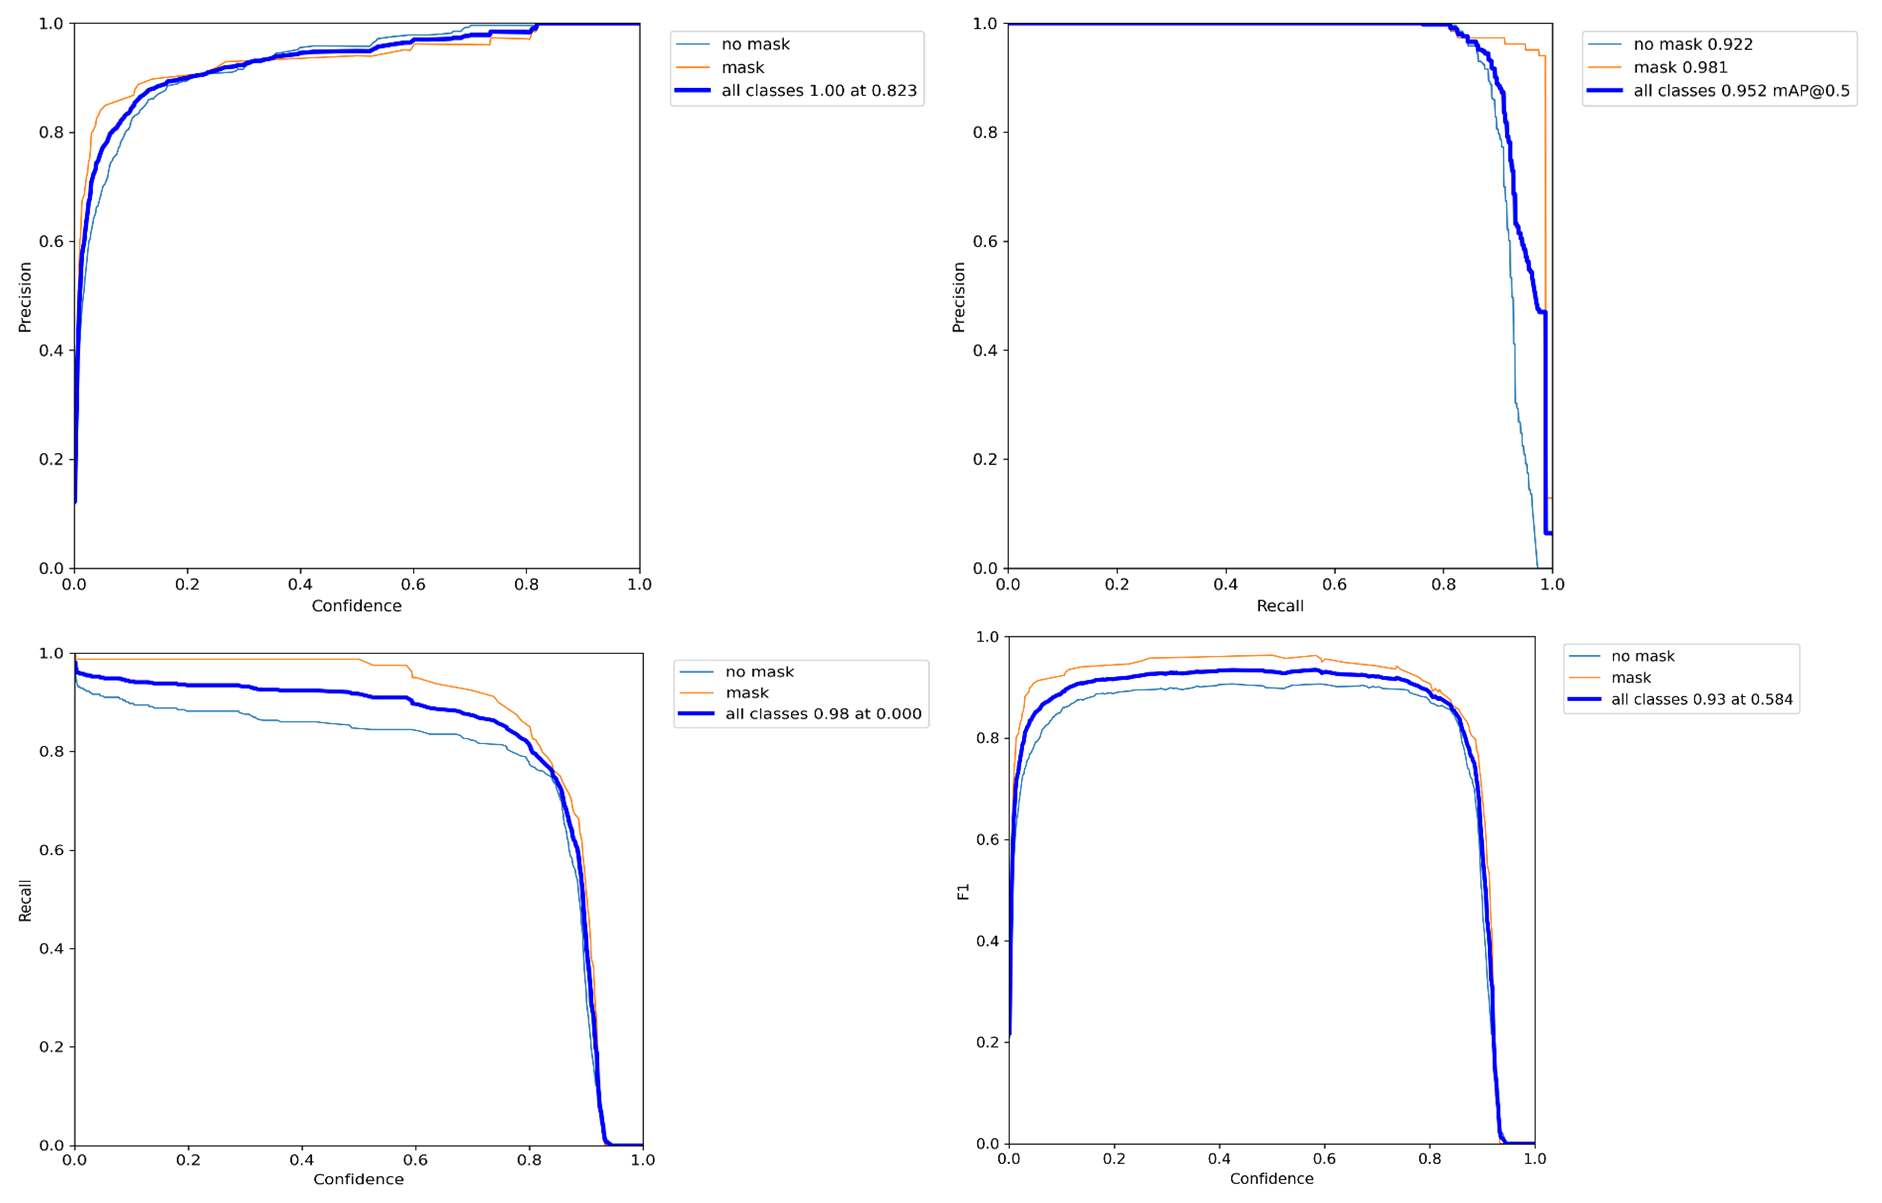 1.0
0.8
0.6
0.4
0.2
0.0
Precision
0.0 0.2 0.4 0.6 0.8 1.0
Confidence
no mask
mask
all classes 1.00 at 0.823
1.0
0.8
0.6
0.4
0.2
0.0
Precision
0.0 0.2 0.4 0.6 0.8 1.0
Recall
no mask 0.922
mask 0.981
all classes 0.952 mAP@0.5
1.0
0.8
0.6
0.4
0.2
0.0
Recall
0.0 0.2 0.4 0.6 0.8 1.0
Confidence
no mask
mask
all classes 0.98 at 0.000
1.0
0.8
0.6
0.4
0.2
0.0
F1
0.0 0.2 0.4 0.6 0.8 1.0
Confidence
no mask
mask
all classes 0.93 at 0.584